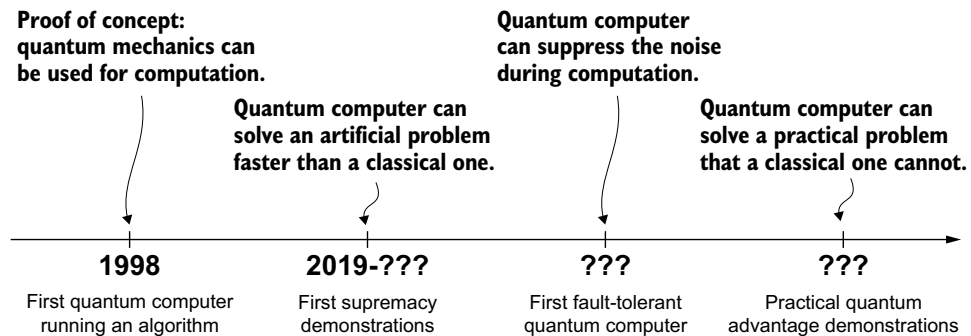 Proof of concept:
quantum mechanics can
be used for computation.
Quantum computer can
solve an artificial problem
faster than a classical one.
Quantum computer
can suppress the noise
during computation.
Quantum computer can
solve a practical problem
that a classical one cannot.
1998
First quantum computer
running an algorithm
2019-???
First supremacy
demonstrations
???
First fault-tolerant
quantum computer
???
Practical quantum
advantage demonstrations